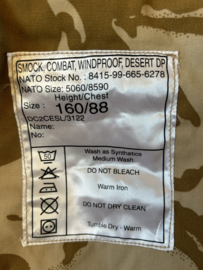 SMOCK, COMBAT, WINDPROOF, DESERT DP
NATO Stock No. : 8415-99-665-6278
NATO Size : 5060/8590
Height/Chest
Size : 160/88
DC2CESL/3122
Name:
No:
50
Wash as Synthetics
Medium Wash
DO NOT BLEACH
Warm Iron
DO NOT DRY CLEAN
Tumble Dry - Warm